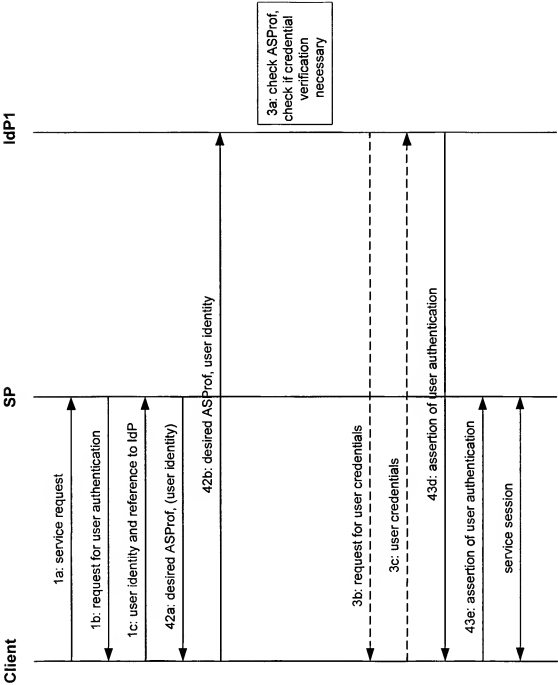 Client
SP
IdP1
1a: service request
1b: request for user authentication
1c: user identity and reference to IdP
42a: desired ASProf, (user identity)
42b: desired ASProf, user identity
3a: check ASProf,
check if credential
verification
necessary
3b: request for user credentials
3c: user credentials
43d: assertion of user authentication
43e: assertion of user authentication
service session